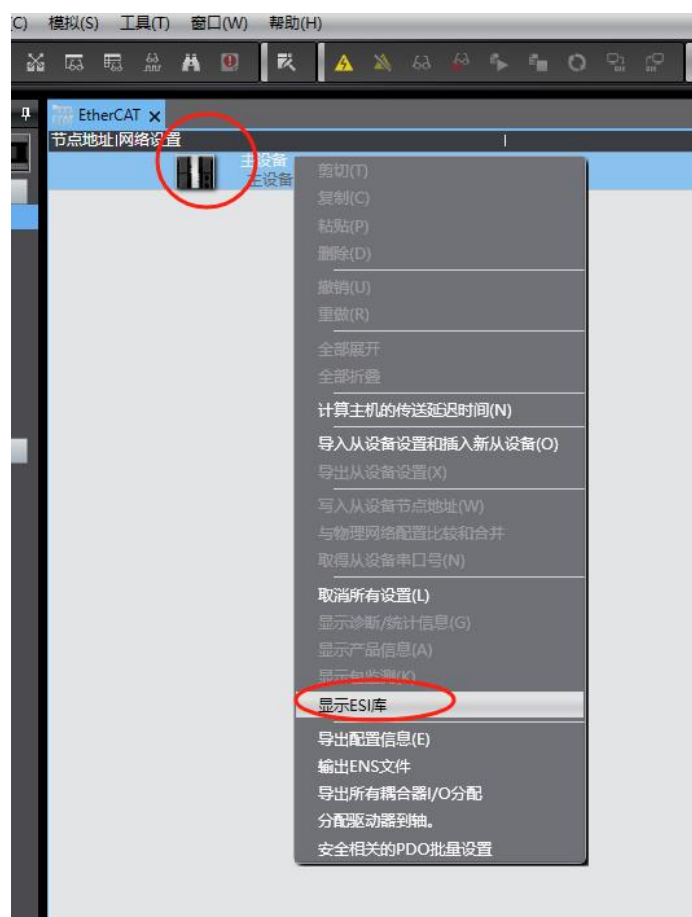 C) 模拟(S) 工具(T) 窗口(W) 帮助(H)
EtherCAT
节点地址|网络设置
主设备
主设备
剪切(T)
复制(C)
粘贴(P)
删除(D)
撤销(U)
重做(R)
全部展开
全部折叠
计算主机的传送延迟时间(N)
导入从设备设置和插入新从设备(O)
导出从设备设置(X)
写入从设备节点地址(W)
与物理网络配置比较和合并
取得从设备串口号(N)
取消所有设置(L)
显示诊断/统计信息(G)
显示产品信息(A)
显示包监测(K)
显示ESI库
导出配置信息(E)
输出ENS文件
导出所有耦合器I/O分配
分配驱动器到轴。
安全相关的PDO批量设置